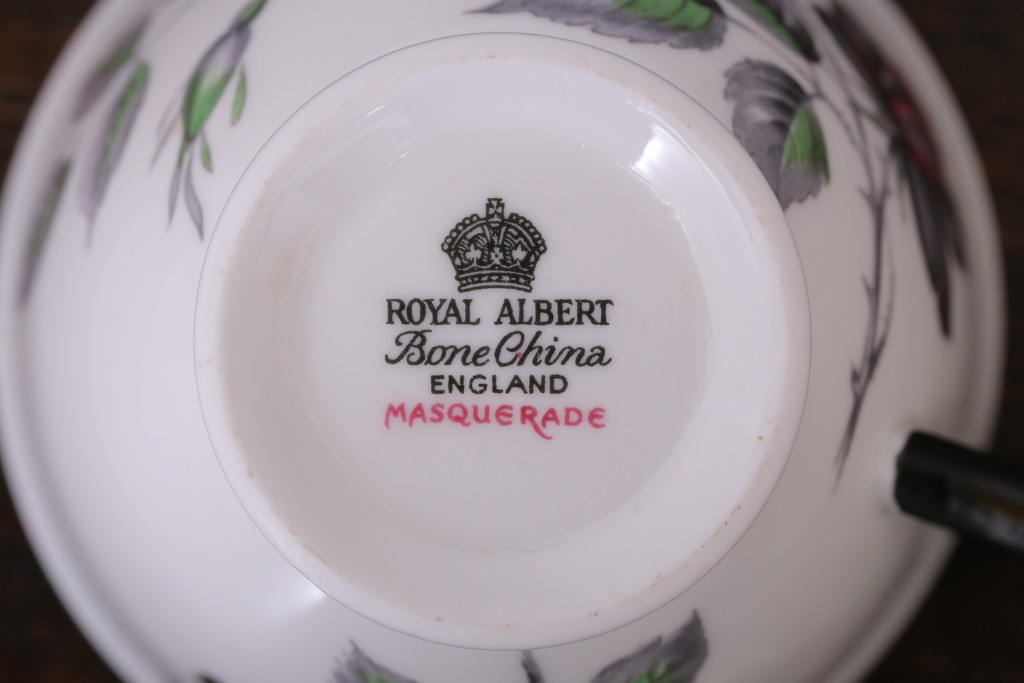 ROYAL ALBERT
Bone China
ENGLAND
MASQUERADE